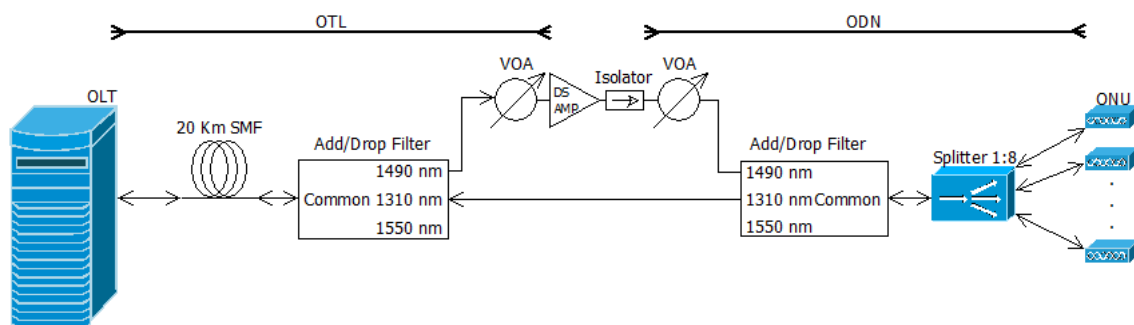 OTL
ODN
VOA
Isolator
VOA
DS
AMP
OLT
ONU
20 Km SMF
Add/Drop Filter
1490 nm
Common 1310 nm
1550 nm
Add/Drop Filter
1490 nm
1310 nm Common
1550 nm
Splitter 1:8